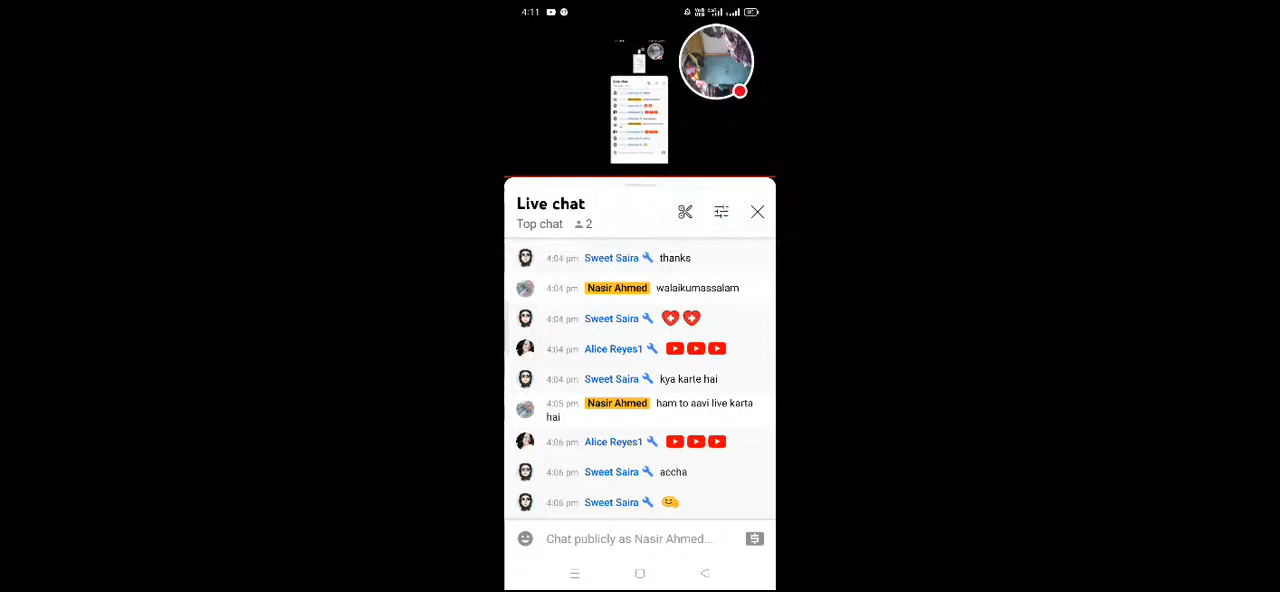 4:11
Live chat
Top chat 2
4:04 pm Sweet Saira thanks
4:04 pm Nasir Ahmed walaikumassalam
4:04 pm Sweet Saira
4:04 pm Alice Reyes1
4:04 pm Sweet Saira kya karte hai
4:05 pm Nasir Ahmed ham to aavi live karta
hai
4:06 pm Alice Reyes1
4:06 pm Sweet Saira accha
4:06 pm Sweet Saira
Chat publicly as Nasir Ahmed...